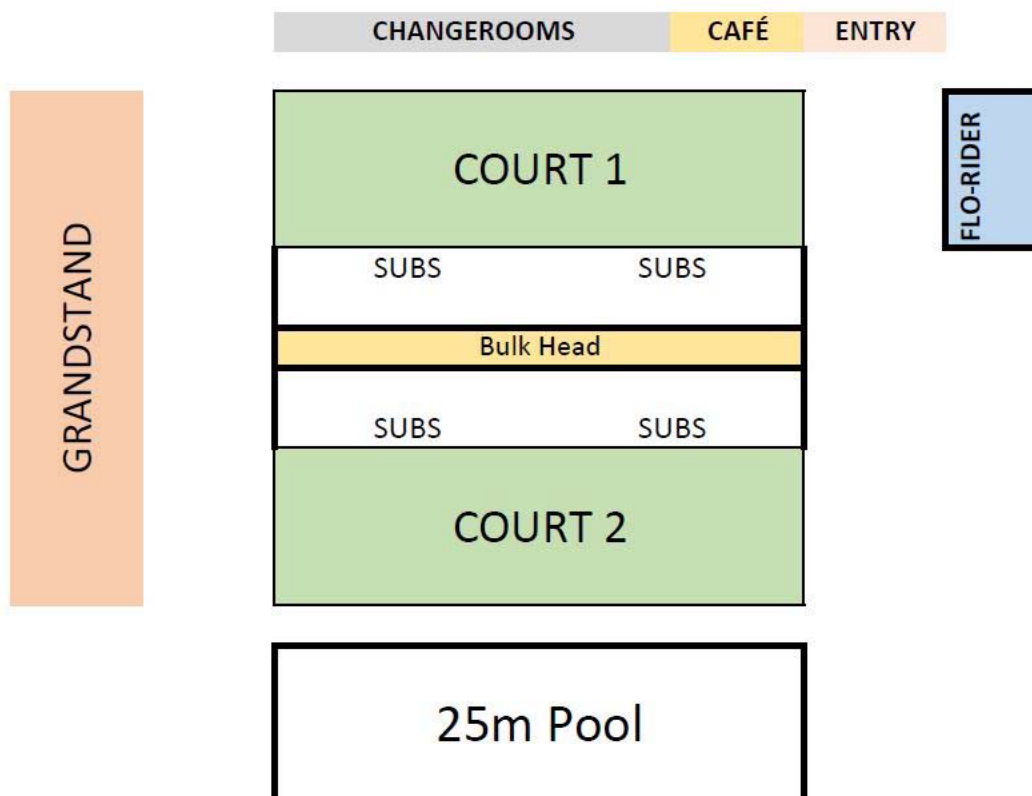 CHANGEROOMS
CAFÉ
ENTRY
COURT 1
FLO-RIDER
SUBS
SUBS
GRANDSTAND
Bulk Head
SUBS
SUBS
COURT 2
25m Pool